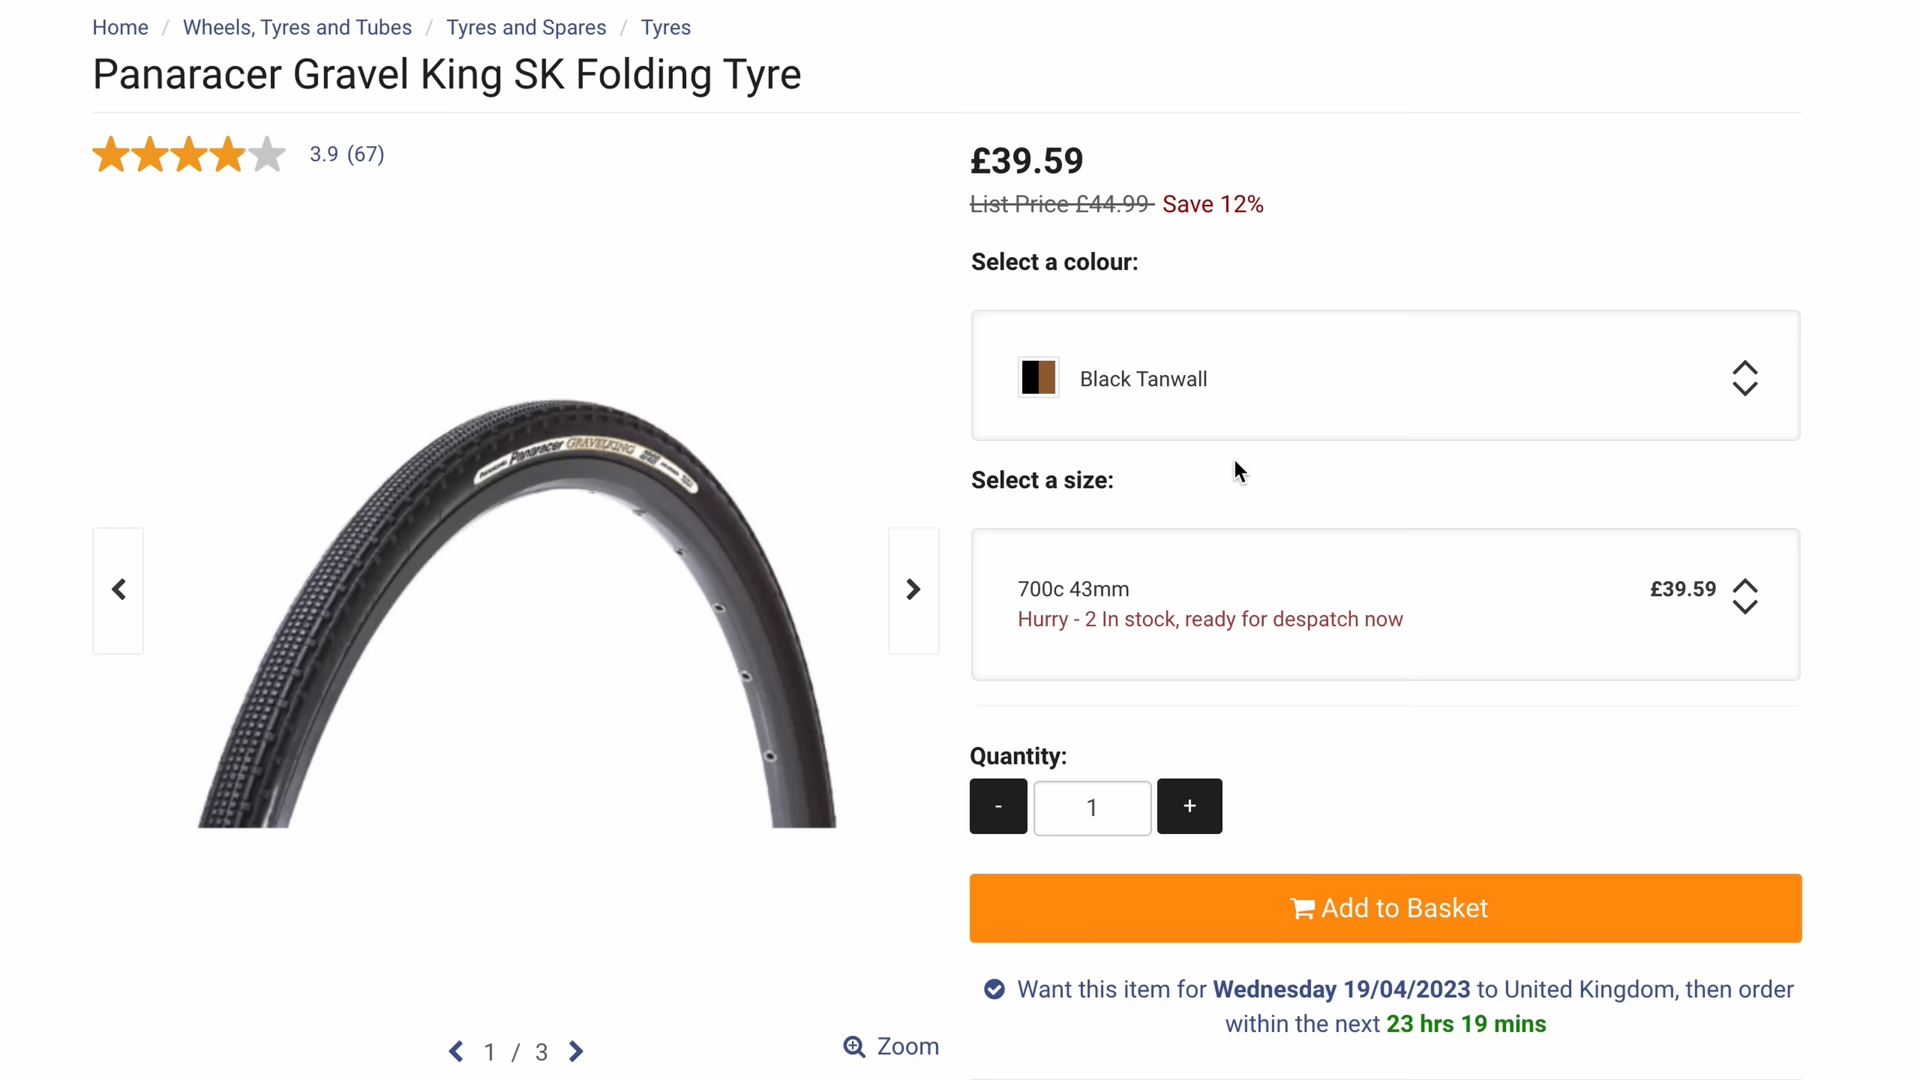 Home / Wheels, Tyres and Tubes / Tyres and Spares / Tyres
Panaracer Gravel King SK Folding Tyre
3.9 (67)
£39.59
List Price £44.99 Save 12%
Select a colour:
Black Tanwall
Panaracer GRAVELKING
Select a size:
700c 43mm
£39.59
Hurry - 2 In stock, ready for despatch now
Quantity:
- 1 +
Add to Basket
Want this item for Wednesday 19/04/2023 to United Kingdom, then order
within the next 23 hrs 19 mins
1 / 3
Zoom